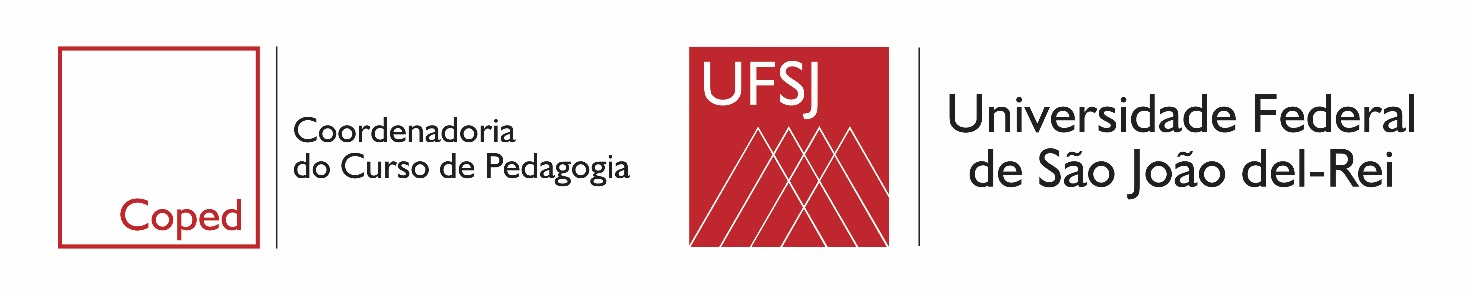 Coped
Coordenadoria
do Curso de Pedagogia
UFSJ
Universidade Federal
de São João del-Rei